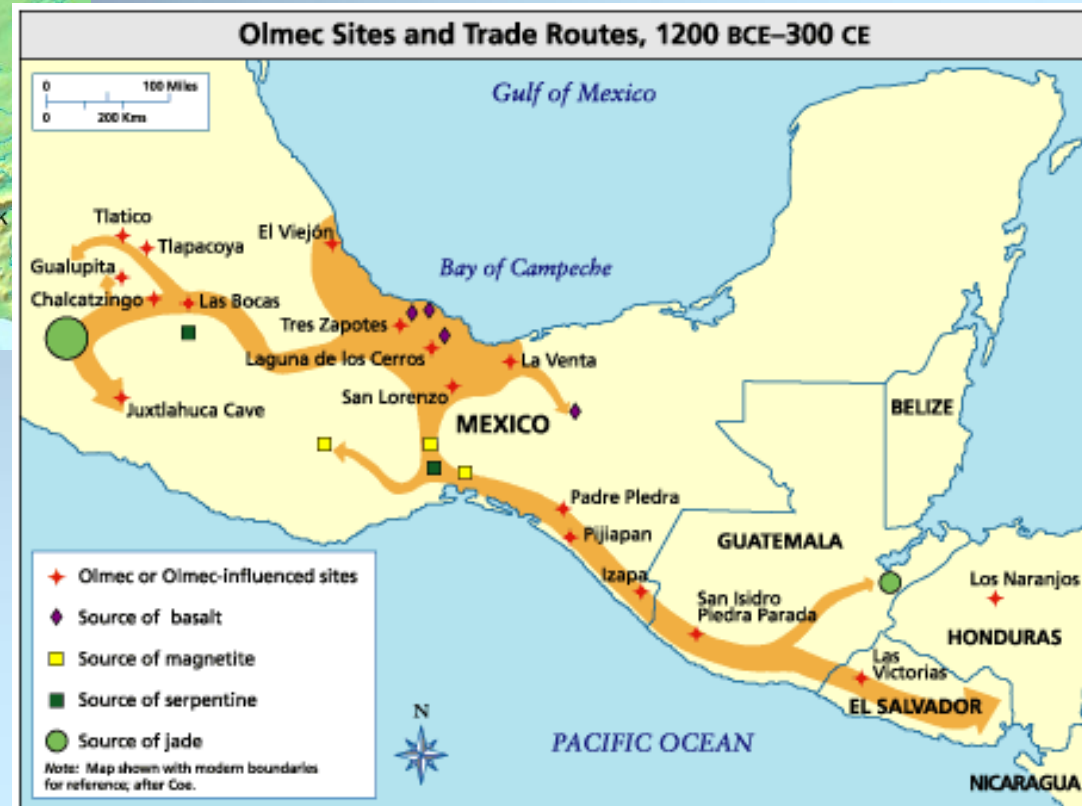 Olmec Sites and Trade Routes, 1200 BCE–300 CE
0 100 Miles
0 200 Kms
Gulf of Mexico
Bay of Campeche
Tlatico
Tlapacoya
Gualupita
Chalcatzingo
Las Bocas
El Viejón
Tres Zapotes
Laguna de los Cerros
La Venta
San Lorenzo
Juxtlahuca Cave
MEXICO
BELIZE
Padre Piedra
Pijiapan
GUATEMALA
Izapa
San Isidro
Piedra Parada
Los Naranjos
HONDURAS
Las
Victorias
EL SALVADOR
NICARAGUA
PACIFIC OCEAN
N
Olmec or Olmec-influenced sites
Source of basalt
Source of magnetite
Source of serpentine
Source of jade
Note: Map shown with modern boundaries
for reference; after Coe.